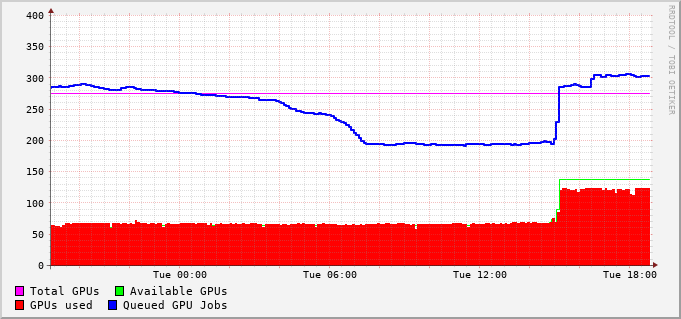 400
350
300
250
200
150
100
50
0
Tue 00:00 Tue 06:00 Tue 12:00 Tue 18:00
Total GPUs Available GPUs
GPUs used Queued GPU Jobs
RRDTOOL / TOBI OETIKER